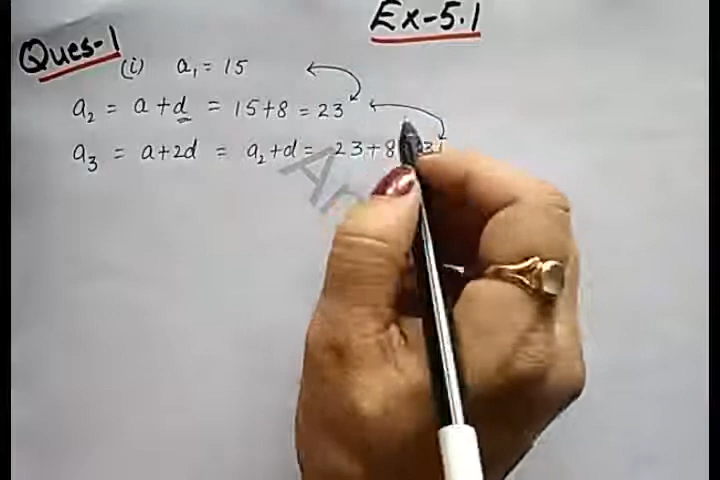 Ex-5.1
Ques-1 (i) a₁ = 15
a₂ = a + d = 15+8 = 23
a₃ = a+2d = a₂+d = 23+8